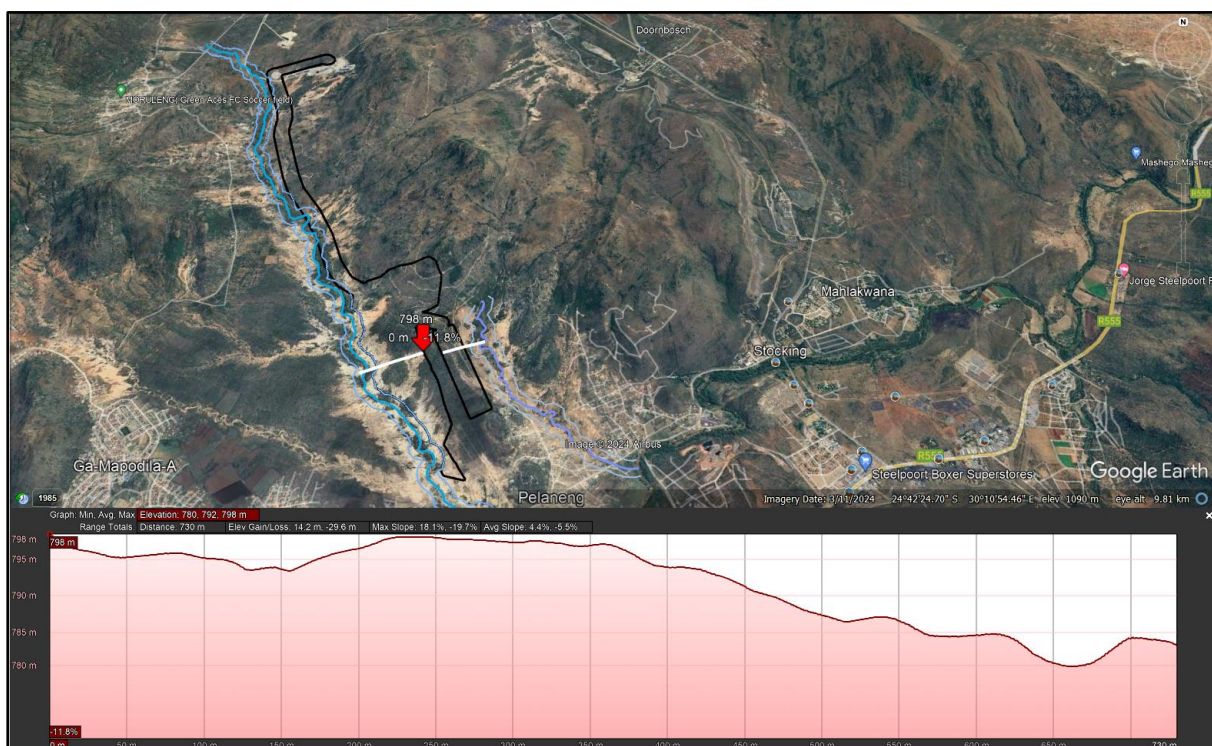 Doornbosch
N
MORULENG( Green Aces FC Soccer field)
Mashego Masheg
R555
Jorge Steelpoort F
Mahlakwana
R555
798 m
0 m -11.8%
Stocking
Image © 2024 Airbus
Ga-Mapodila-A
R555
Steelpoort Boxer Superstores
Google Earth
Pelaneng
1985
Imagery Date: 3/11/2024 24°42'24.70" S 30°10'54.46" E elev 1090 m eye alt 9.81 km
Graph: Min, Avg, Max Elevation: 780, 792, 798 m
Range Totals: Distance: 730 m Elev Gain/Loss: 14.2 m, -29.6 m Max Slope: 18.1%, -19.7% Avg Slope: 4.4%, -5.5%
798 m
798 m
795 m
790 m
785 m
780 m
-11.8%
0 m 50 m 100 m 150 m 200 m 250 m 300 m 350 m 400 m 450 m 500 m 550 m 600 m 650 m 730 m